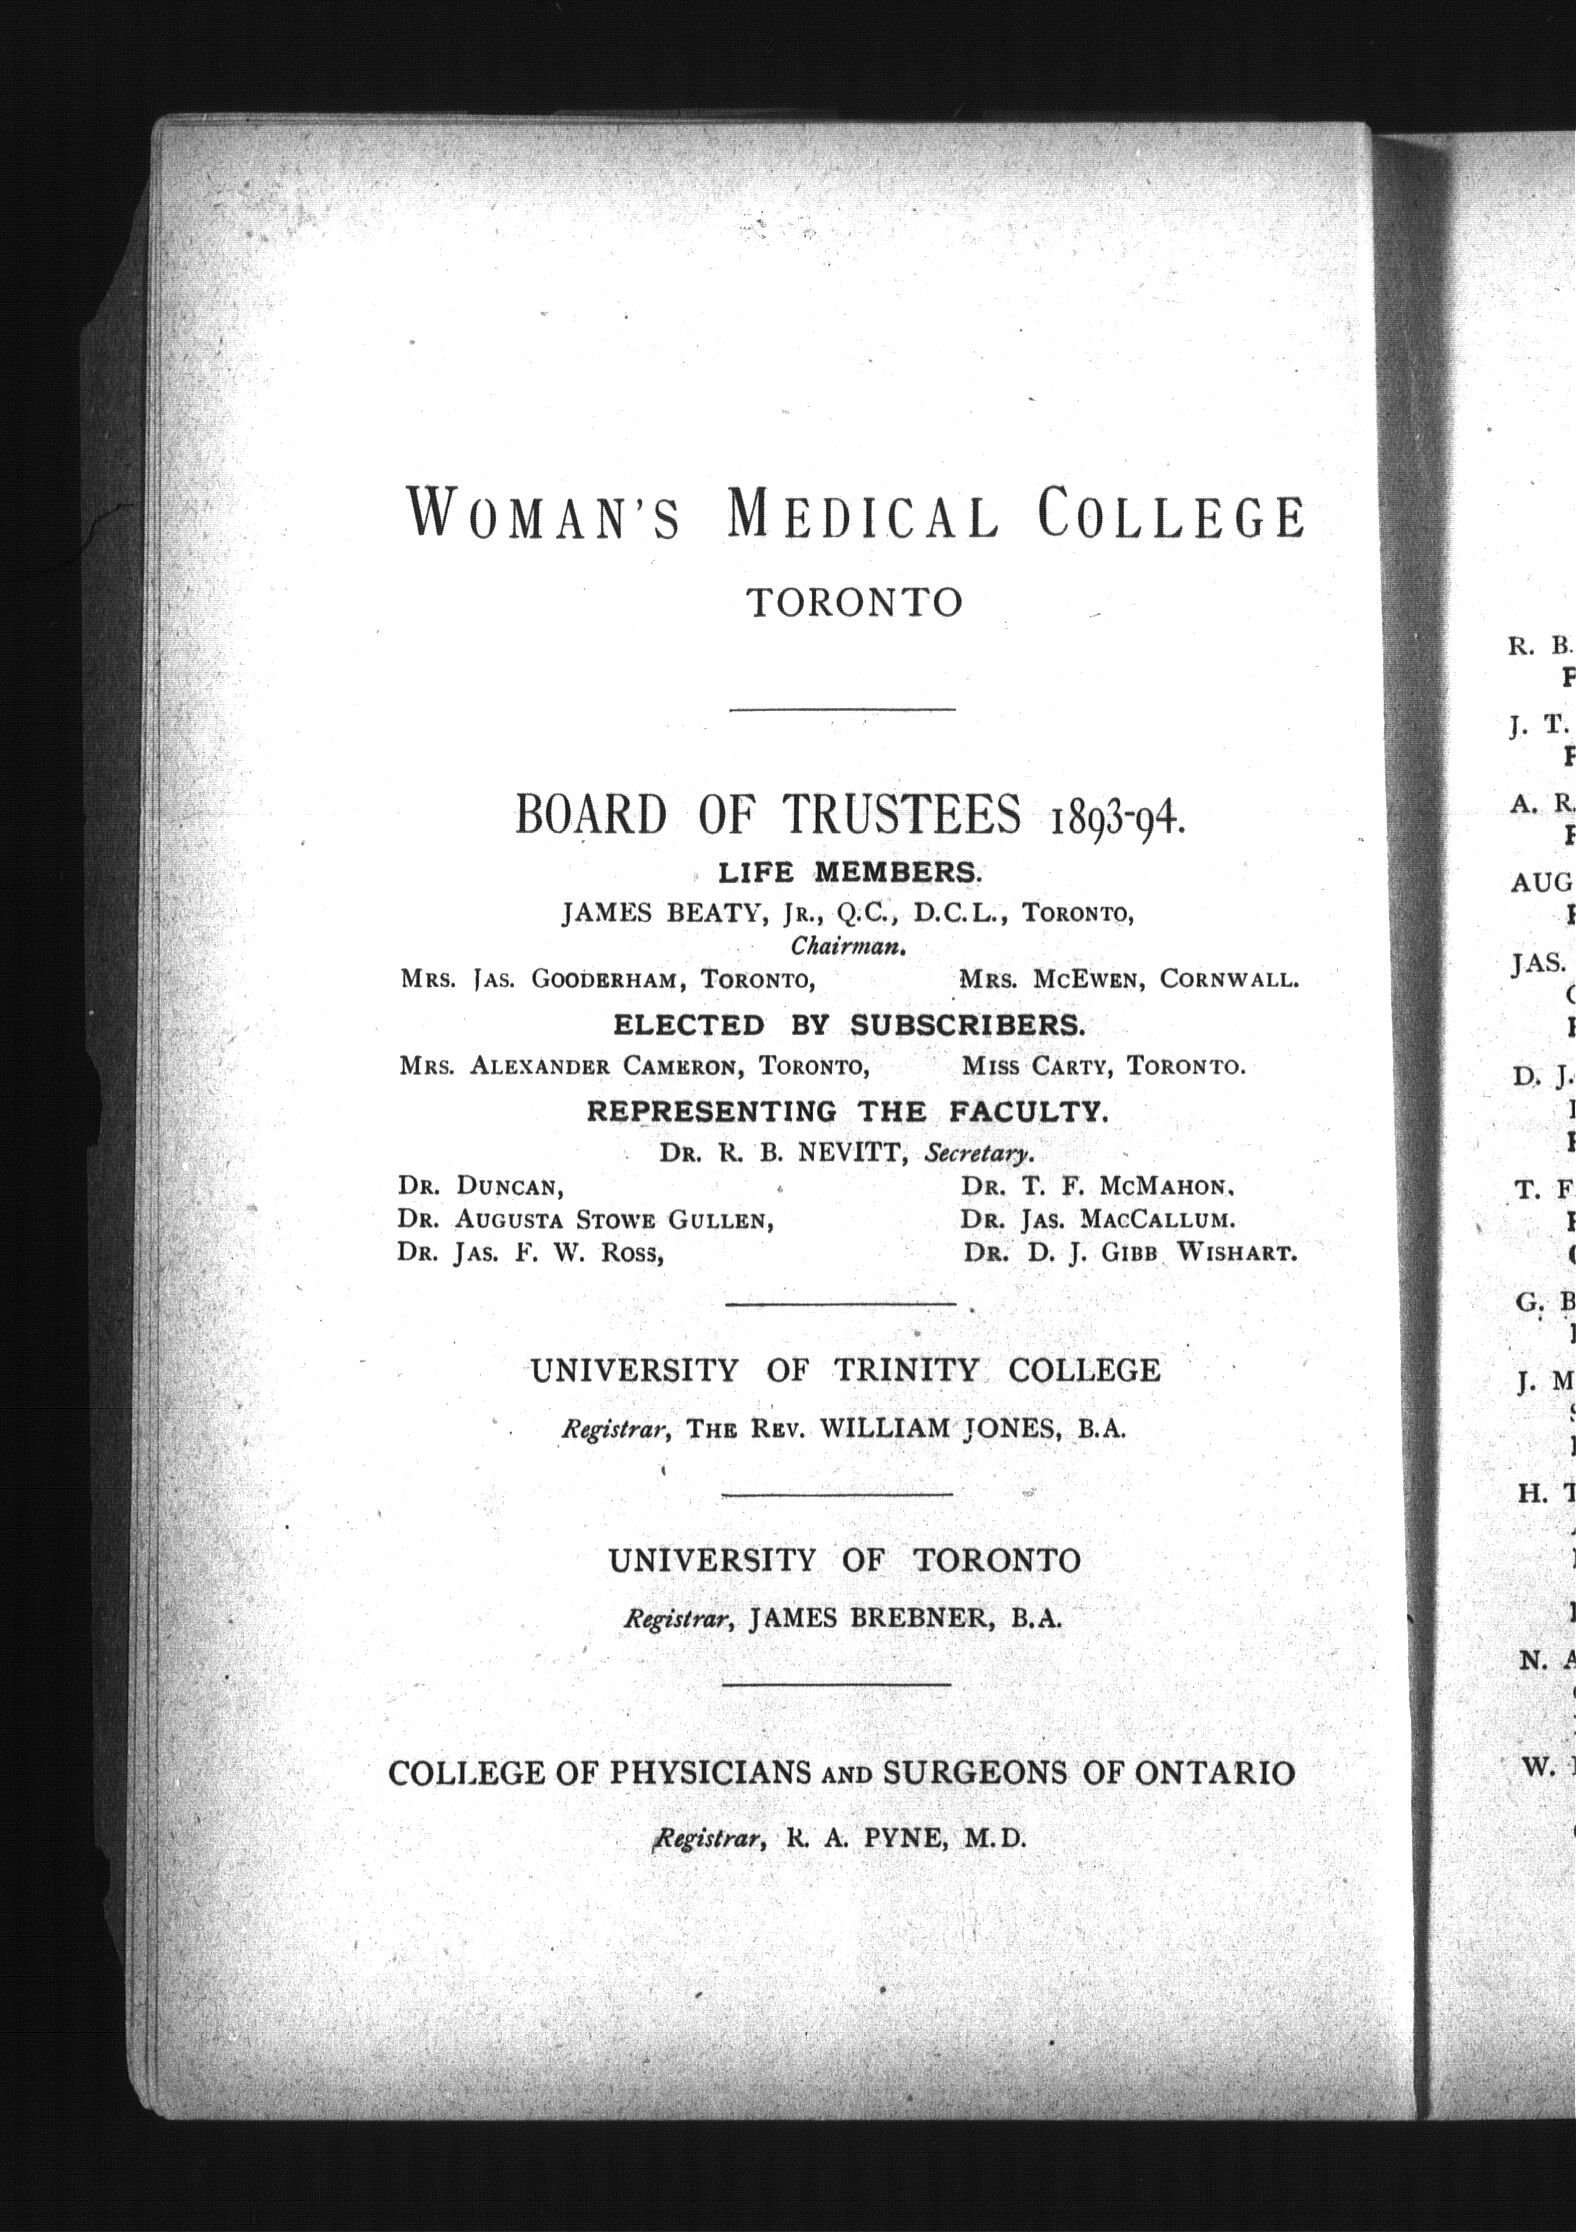 WOMAN'S MEDICAL COLLEGE
TORONTO
BOARD OF TRUSTEES 1893-94.
LIFE MEMBERS.
JAMES BEATY, JR., Q.C., D.C.L., TORONTO,
Chairman.
MRS. JAS. GOODERHAM, TORONTO, MRS. MCEWEN, CORNWALL.
ELECTED BY SUBSCRIBERS.
MRS. ALEXANDER CAMERON, TORONTO, MISS CARTY, TORONTO.
REPRESENTING THE FACULTY.
DR. R. B. NEVITT, Secretary.
DR. DUNCAN, DR. T. F. MCMAHON.
DR. AUGUSTA STOWE GULLEN, DR. JAS. MACCALLUM.
DR. JAS. F. W. ROSS, DR. D. J. GIBB WISHART.
UNIVERSITY OF TRINITY COLLEGE
Registrar, THE REV. WILLIAM JONES, B.A.
UNIVERSITY OF TORONTO
Registrar, JAMES BREBNER, B.A.
COLLEGE OF PHYSICIANS AND SURGEONS OF ONTARIO
Registrar, R. A. PYNE, M.D.
R. B.
J. T.
A. R.
AUG
JAS.
D. J.
T. F
G. B
J. M
H. T
N. A
W.